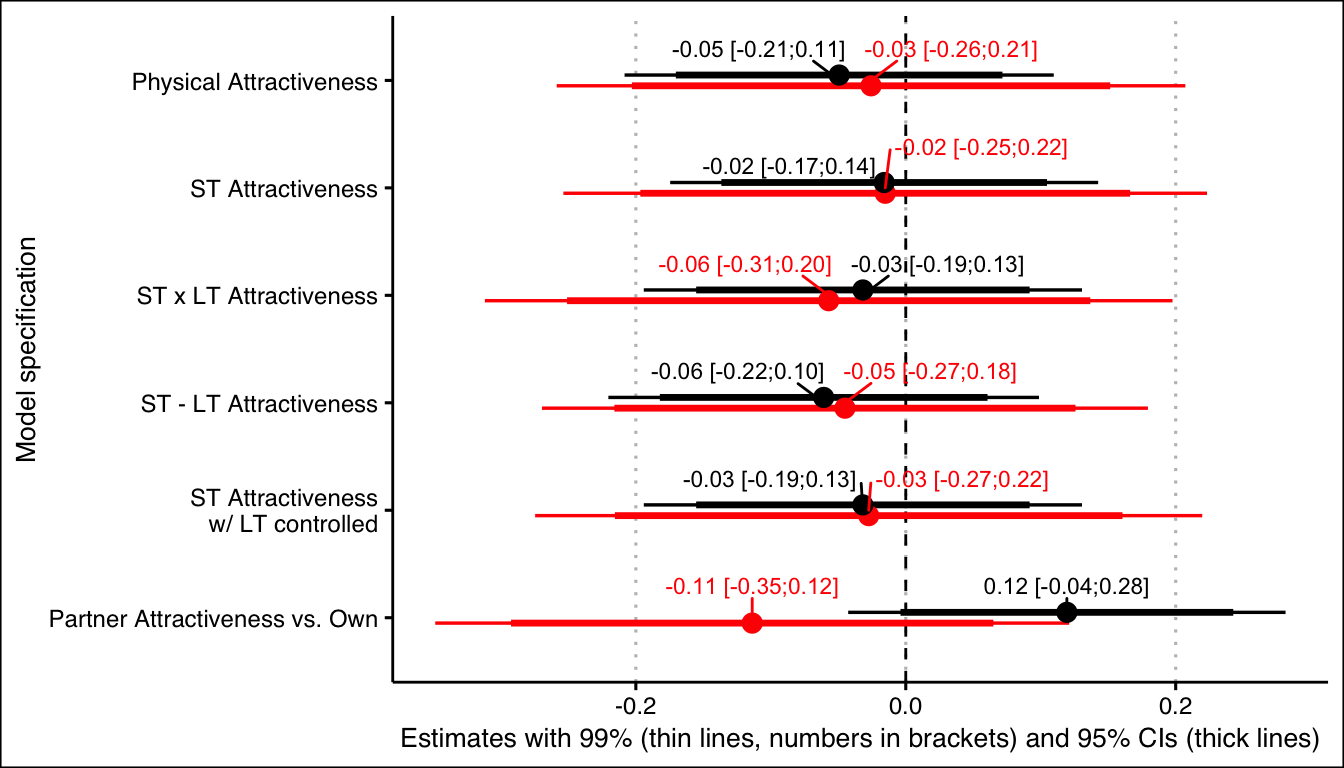 Model specification
Physical Attractiveness
-0.05 [-0.21;0.11] -0.03 [-0.26;0.21]
ST Attractiveness
-0.02 [-0.25;0.22]
-0.02 [-0.17;0.14]
ST x LT Attractiveness
-0.06 [-0.31;0.20] -0.03 [-0.19;0.13]
ST - LT Attractiveness
-0.06 [-0.22;0.10] -0.05 [-0.27;0.18]
ST Attractiveness
w/ LT controlled
-0.03 [-0.19;0.13] -0.03 [-0.27;0.22]
Partner Attractiveness vs. Own
-0.11 [-0.35;0.12] 0.12 [-0.04;0.28]
-0.2 0.0 0.2
Estimates with 99% (thin lines, numbers in brackets) and 95% CIs (thick lines)